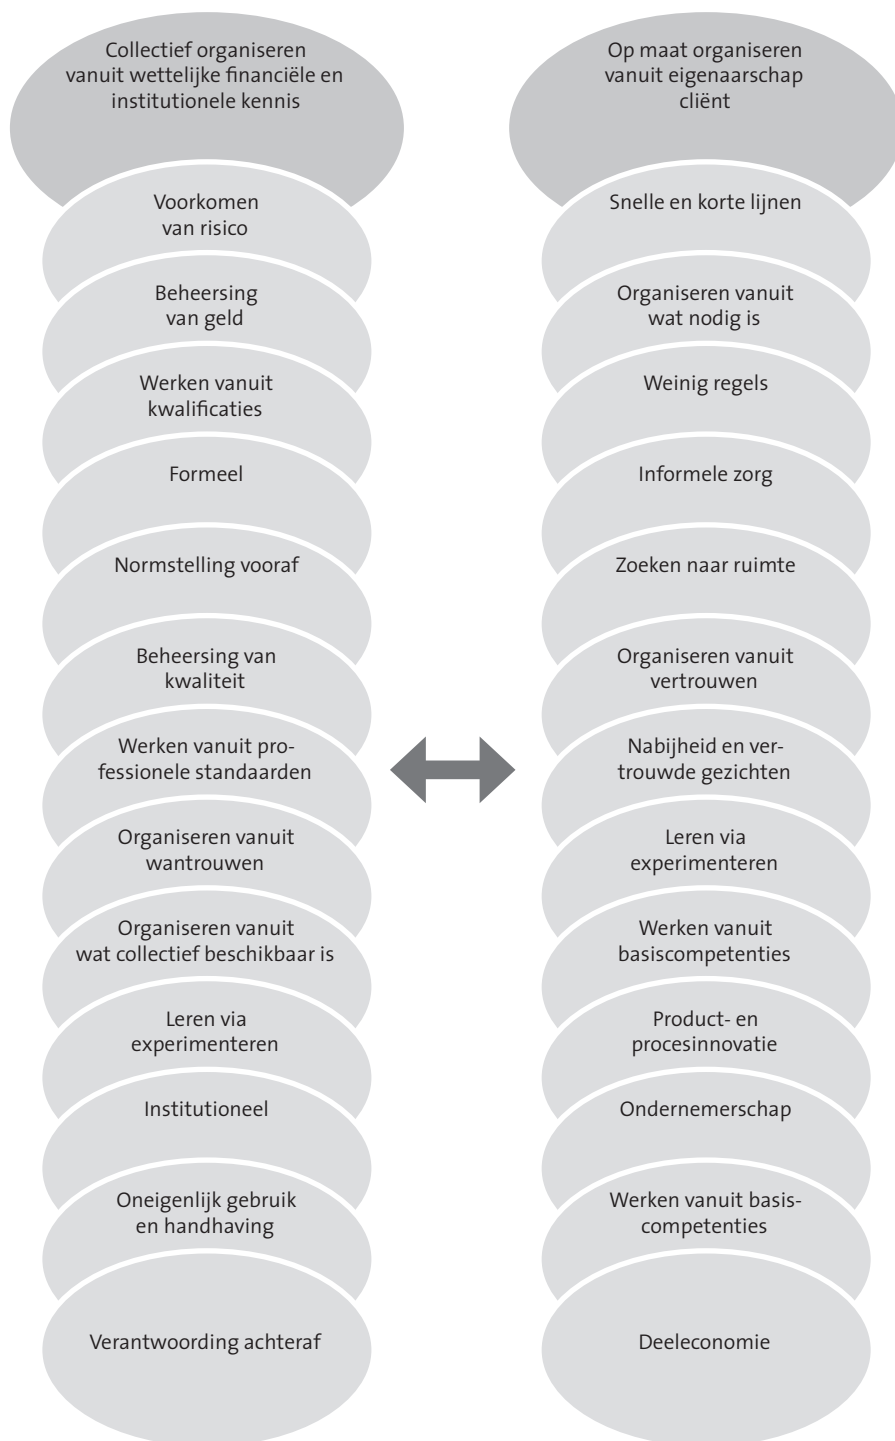 Collectief organiseren
vanuit wettelijke financiële en
institutionele kennis
Voorkomen
van risico
Beheersing
van geld
Werken vanuit
kwalificaties
Formeel
Normstelling vooraf
Beheersing van
kwaliteit
Werken vanuit pro-
fessionele standaarden
Organiseren vanuit
wantrouwen
Organiseren vanuit
wat collectief beschikbaar is
Leren via
experimenteren
Institutioneel
Oneigenlijk gebruik
en handhaving
Verantwoording achteraf
Op maat organiseren
vanuit eigenaarschap
cliënt
Snelle en korte lijnen
Organiseren vanuit
wat nodig is
Weinig regels
Informele zorg
Zoeken naar ruimte
Organiseren vanuit
vertrouwen
Nabijheid en ver-
trouwde gezichten
Leren via
experimenteren
Werken vanuit
basiscompetenties
Product- en
procesinnovatie
Ondernemerschap
Werken vanuit basis-
competenties
Deeleconomie